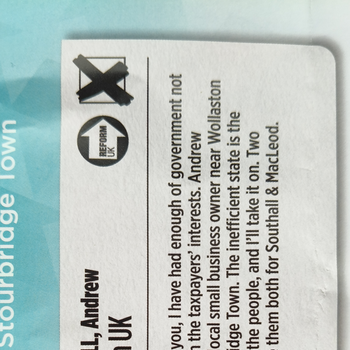 Stourbridge Town
LL, Andrew
UK
REFORM
UK
you, I have had enough of government not
the taxpayers' interests. Andrew
ocal small business owner near Wollaston
idge Town. The inefficient state is the
the people, and I'll take it on. Two
them both for Southall & MacLeod.